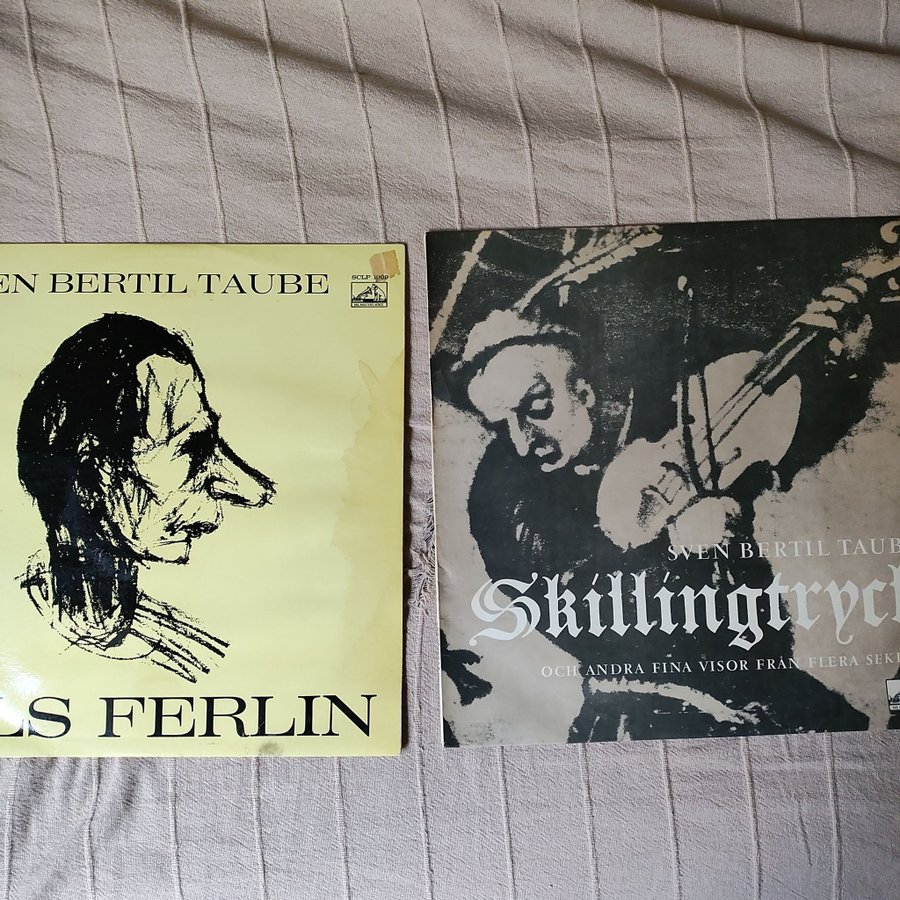 EN BERTIL TAUBE
SCLP
LS FERLIN
SVEN BERTIL TAUB
Skillingtryck
OCH ANDRA FINA VISOR FRÅN FLERA SEK